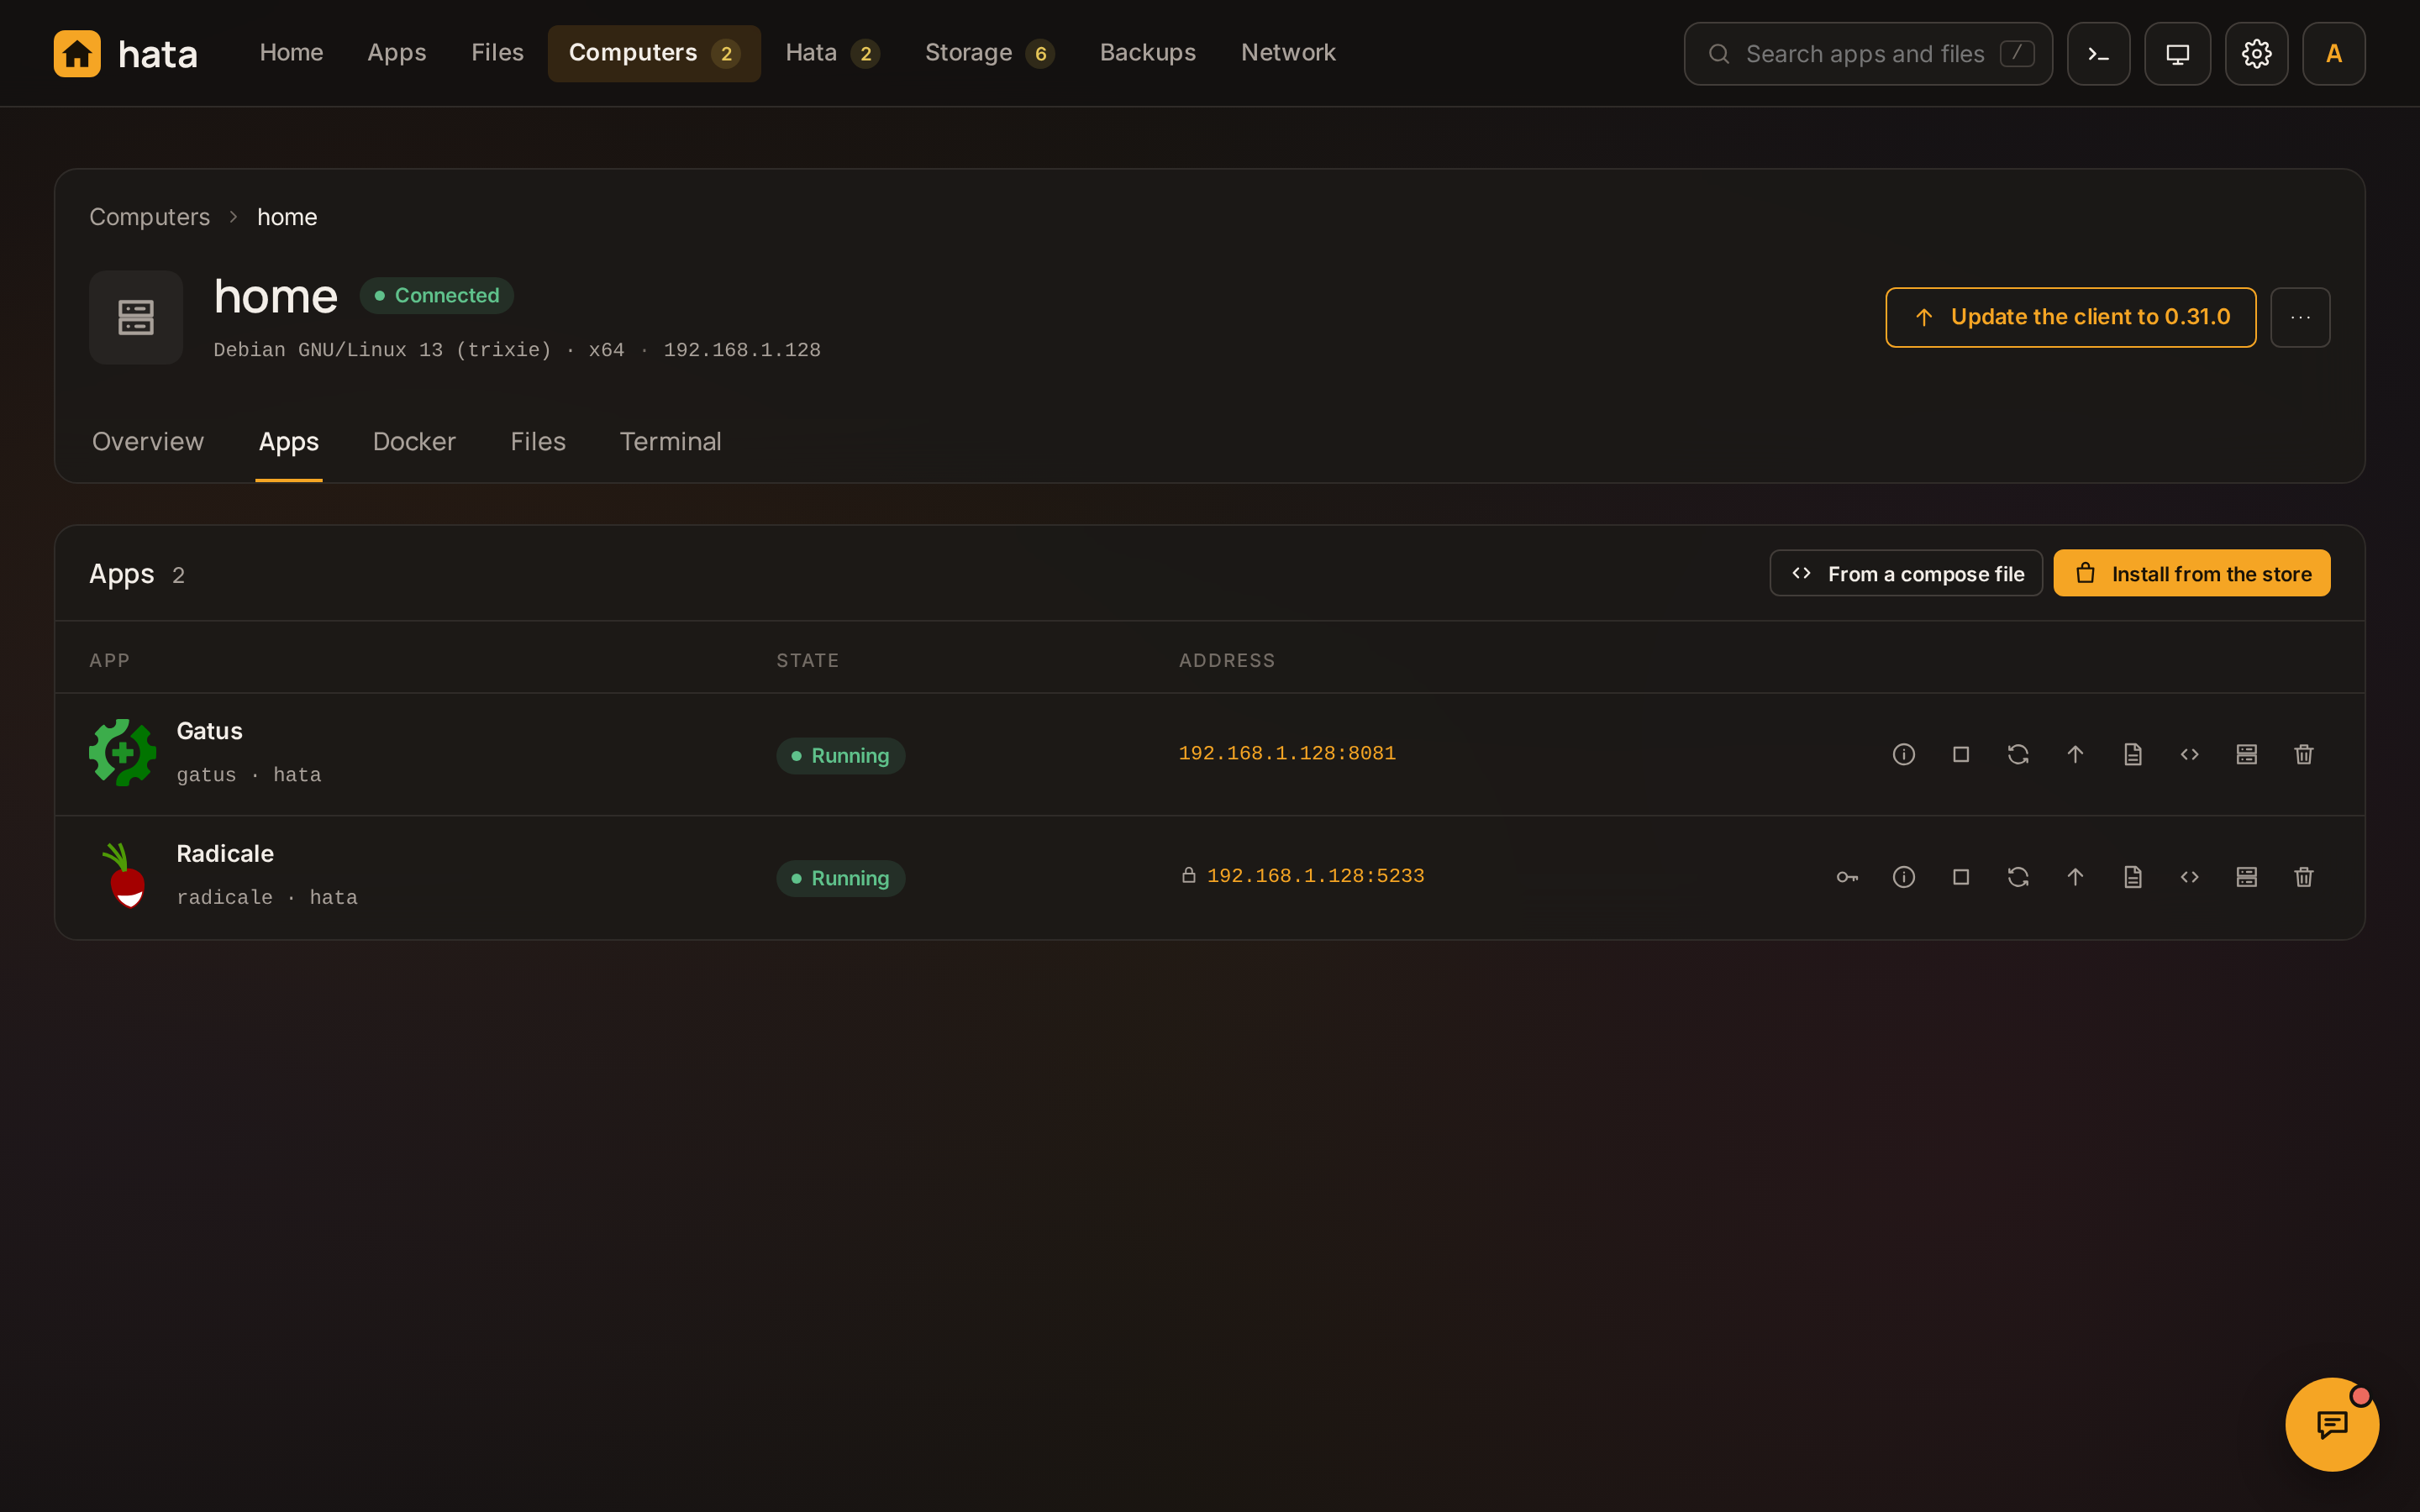 hata
Home Apps Files Computers 2 Hata 2 Storage 6 Backups Network
Search apps and files /
A
Computers > home
home Connected
Debian GNU/Linux 13 (trixie) · x64 · 192.168.1.128
Update the client to 0.31.0 ...
Overview Apps Docker Files Terminal
Apps 2
From a compose file Install from the store
APP STATE ADDRESS
Gatus
gatus · hata
Running 192.168.1.128:8081
Radicale
radicale · hata
Running 192.168.1.128:5233